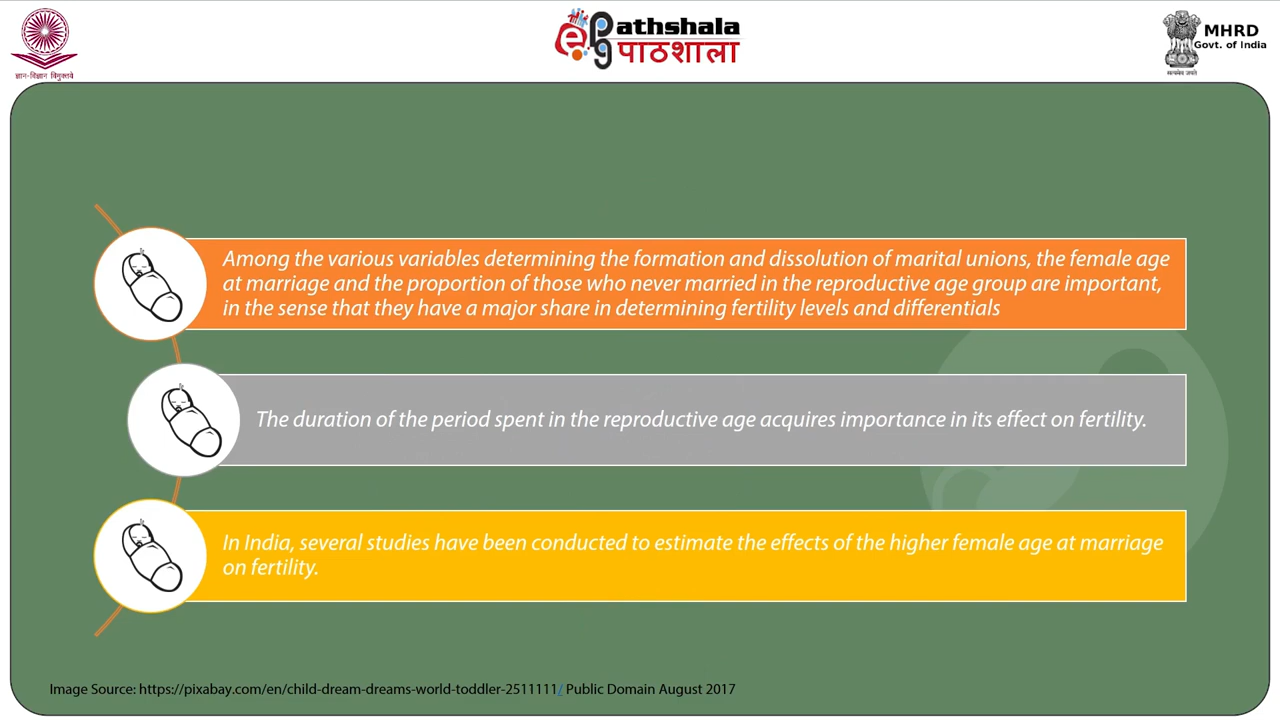 ज्ञान-विज्ञान विमुक्तये
ePathshala
पाठशाला
MHRD
Govt. of India
सत्यमेव जयते
Among the various variables determining the formation and dissolution of marital unions, the female age
at marriage and the proportion of those who never married in the reproductive age group are important,
in the sense that they have a major share in determining fertility levels and differentials
The duration of the period spent in the reproductive age acquires importance in its effect on fertility.
In India, several studies have been conducted to estimate the effects of the higher female age at marriage
on fertility.
Image Source: https://pixabay.com/en/child-dream-dreams-world-toddler-2511111/ Public Domain August 2017